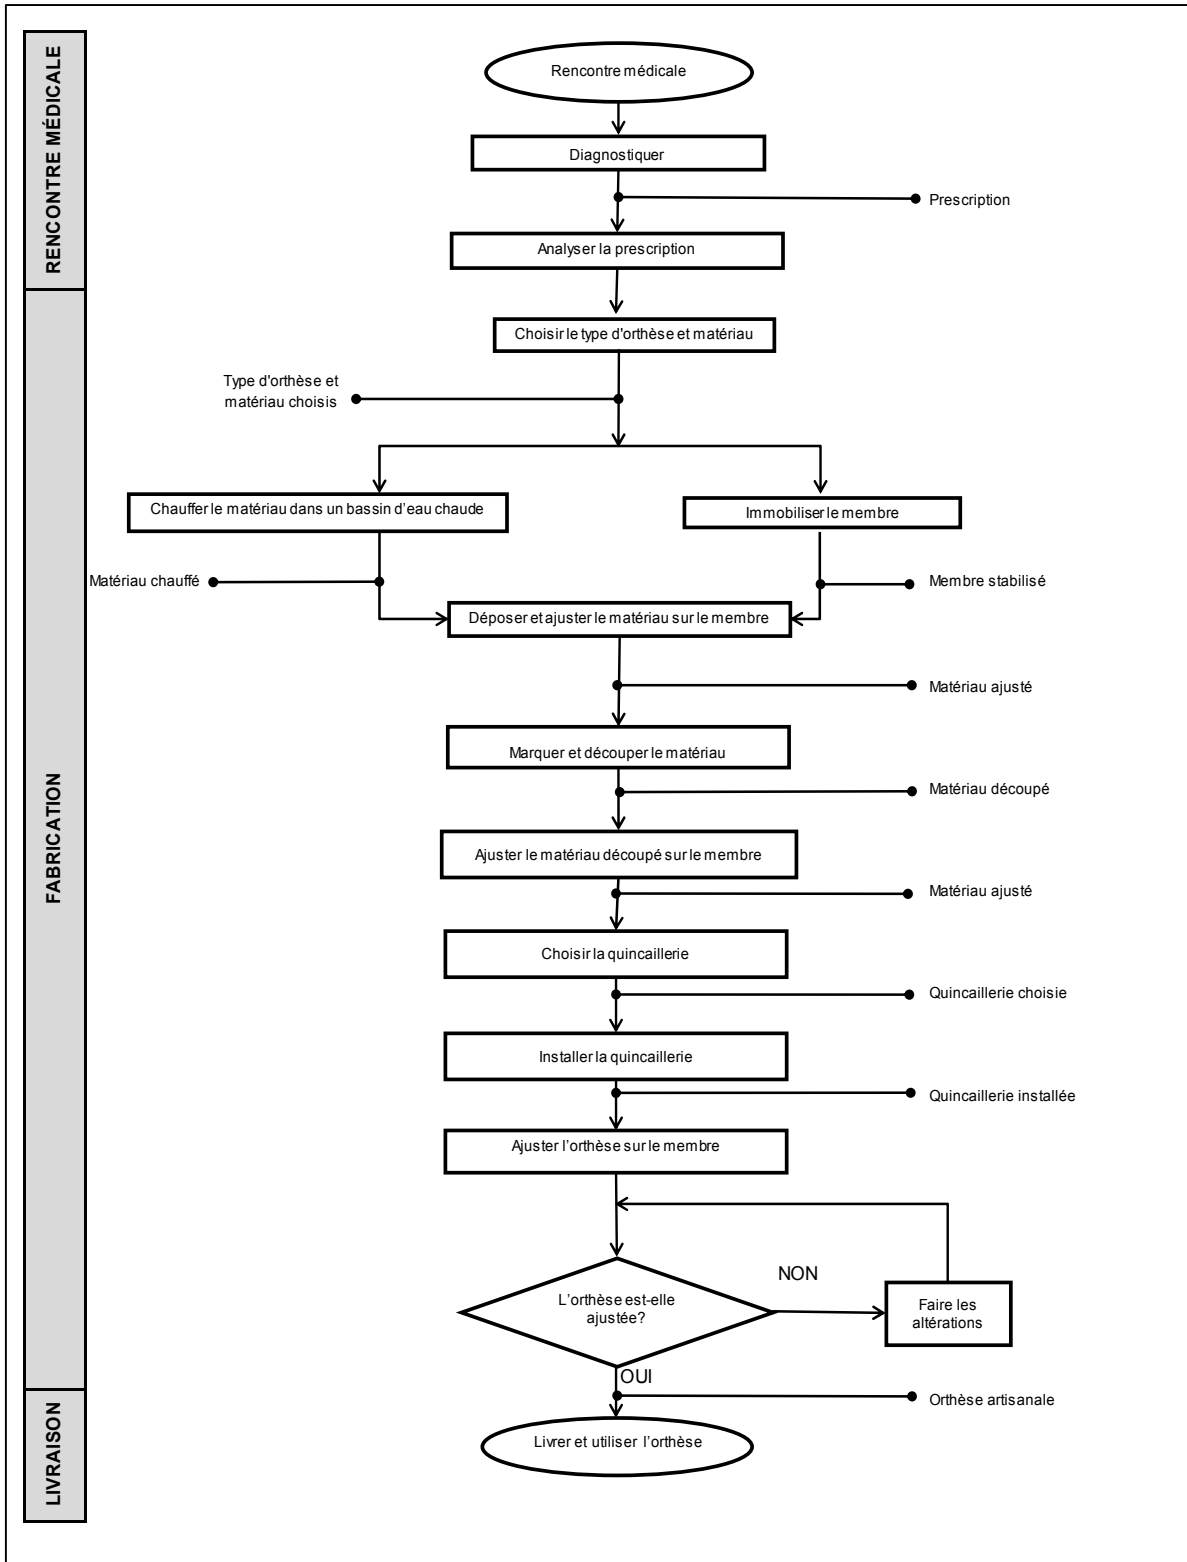 RENCONTRE MÉDICALE
Rencontre médicale
Diagnostiquer
Prescription
Analyser la prescription
FABRICATION
Choisir le type d'orthèse et matériau
Type d'orthèse et
matériau choisis
Chauffer le matériau dans un bassin d'eau chaude
Immobiliser le membre
Matériau chauffé
Membre stabilisé
Déposer et ajuster le matériau sur le membre
Matériau ajusté
Marquer et découper le matériau
Matériau découpé
Ajuster le matériau découpé sur le membre
Matériau ajusté
Choisir la quincaillerie
Quincaillerie choisie
Installer la quincaillerie
Quincaillerie installée
Ajuster l'orthèse sur le membre
L'orthèse est-elle
ajustée?
NON
Faire les
altérations
OUI
LIVRAISON
Orthèse artisanale
Livrer et utiliser l'orthèse